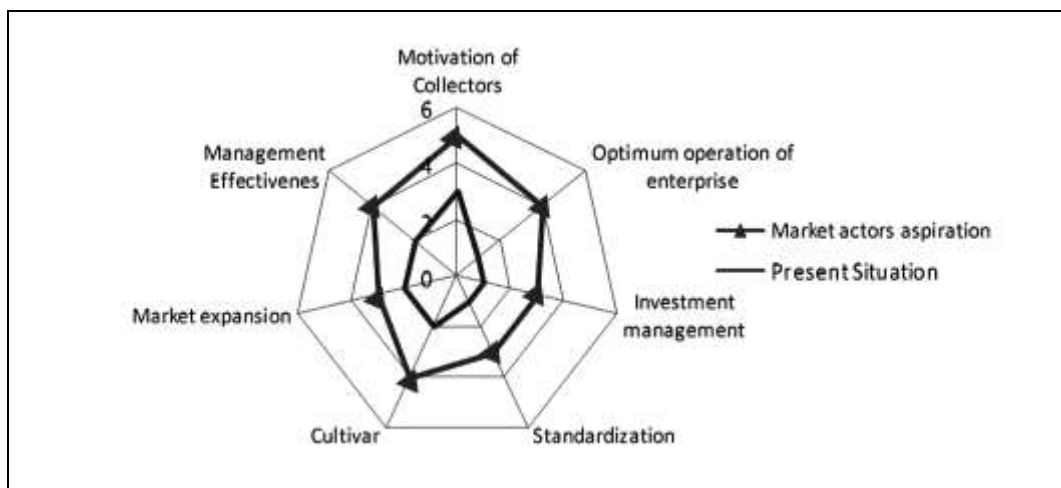 Motivation of
Collectors
6
Management
Effectivenes
Optimum operation of
enterprise
4
Market actors aspiration
Present Situation
0
Market expansion
Investment
management
Cultivar
Standardization